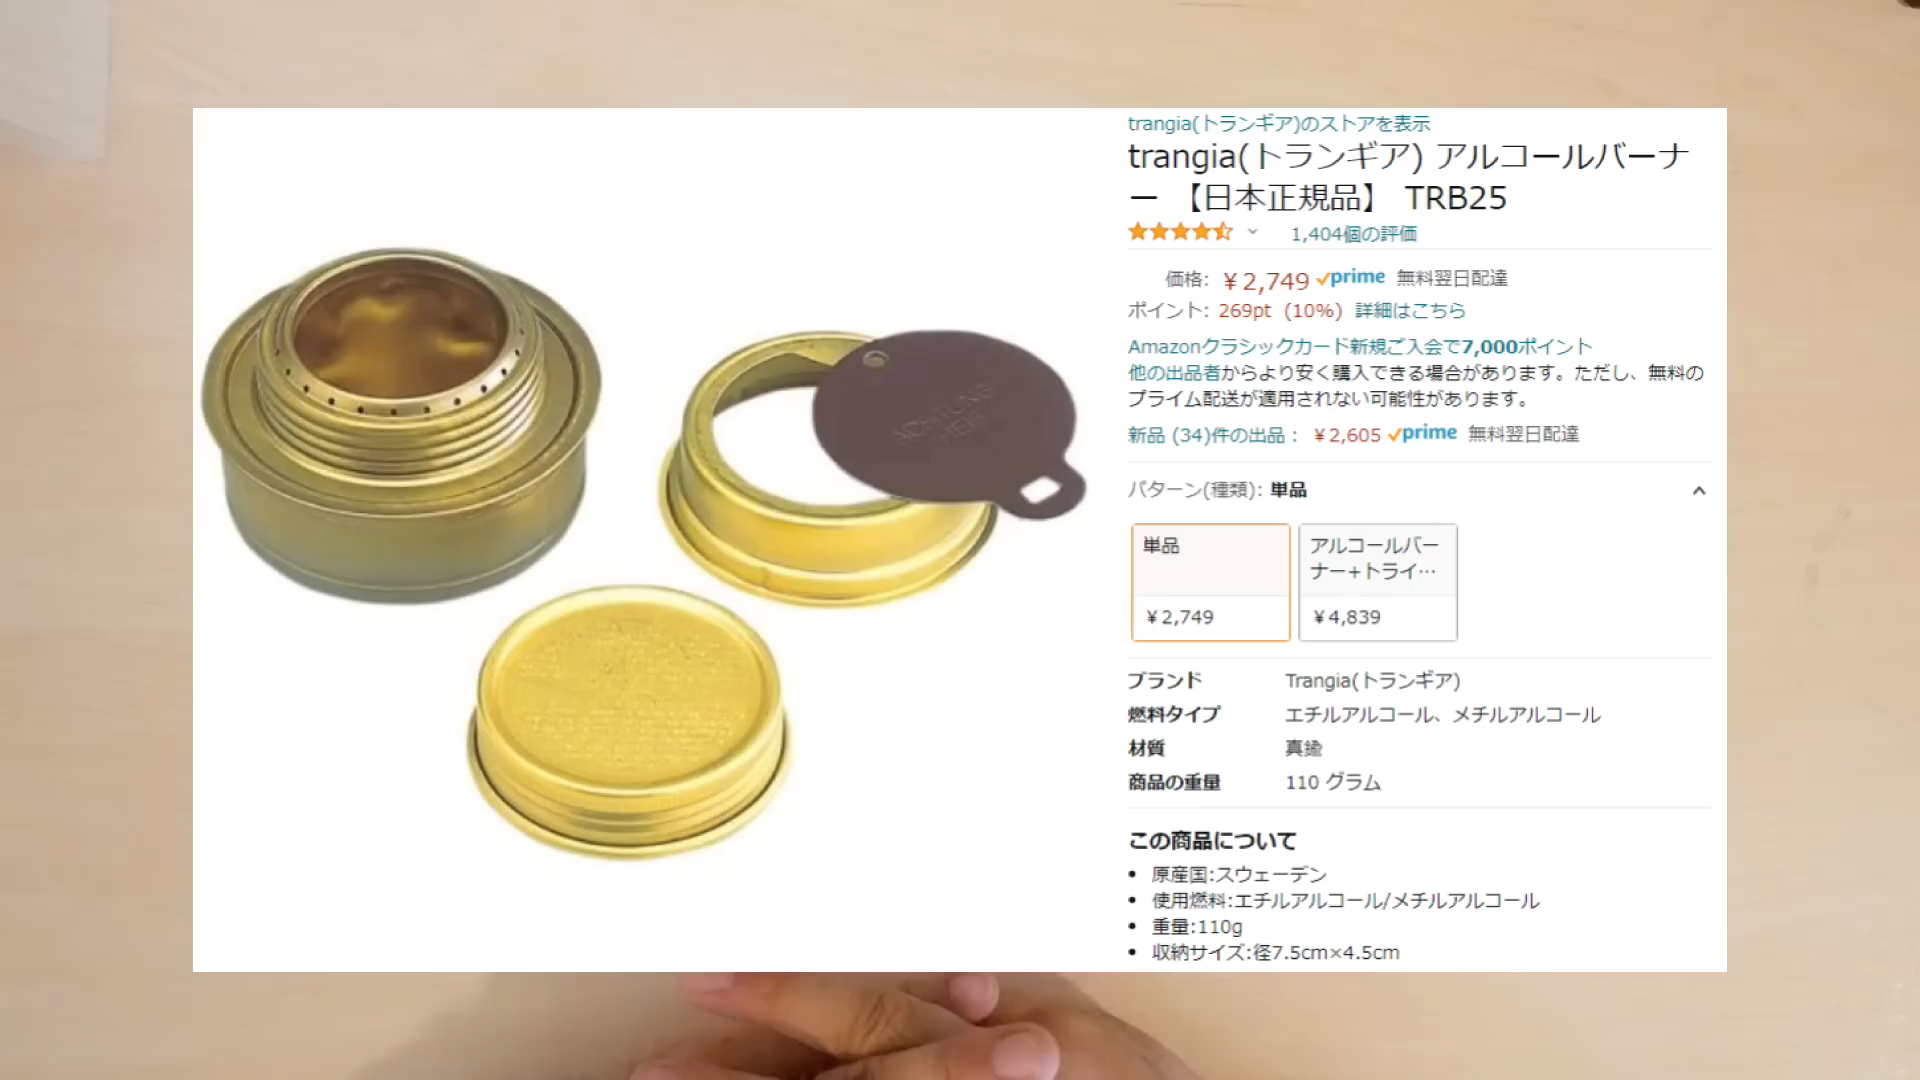 trangia(トランギア)のストアを表示
trangia(トランギア) アルコールバーナ
ー 【日本正規品】 TRB25
1,404個の評価
価格: ￥2,749 prime 無料翌日配達
ポイント: 269pt (10%) 詳細はこちら
Amazonクラシックカード新規ご入会で7,000ポイント
他の出品者からより安く購入できる場合があります。ただし、無料の
プライム配送が適用されない可能性があります。
新品 (34)件の出品： ￥2,605 prime 無料翌日配達
パターン(種類): 単品
単品
￥2,749
アルコールバー
ナー+トライ…
￥4,839
ブランド Trangia(トランギア)
燃料タイプ エチルアルコール、メチルアルコール
材質 真鍮
商品の重量 110 グラム
この商品について
• 原産国:スウェーデン
• 使用燃料:エチルアルコール/メチルアルコール
• 重量:110g
• 収納サイズ:径7.5cm×4.5cm